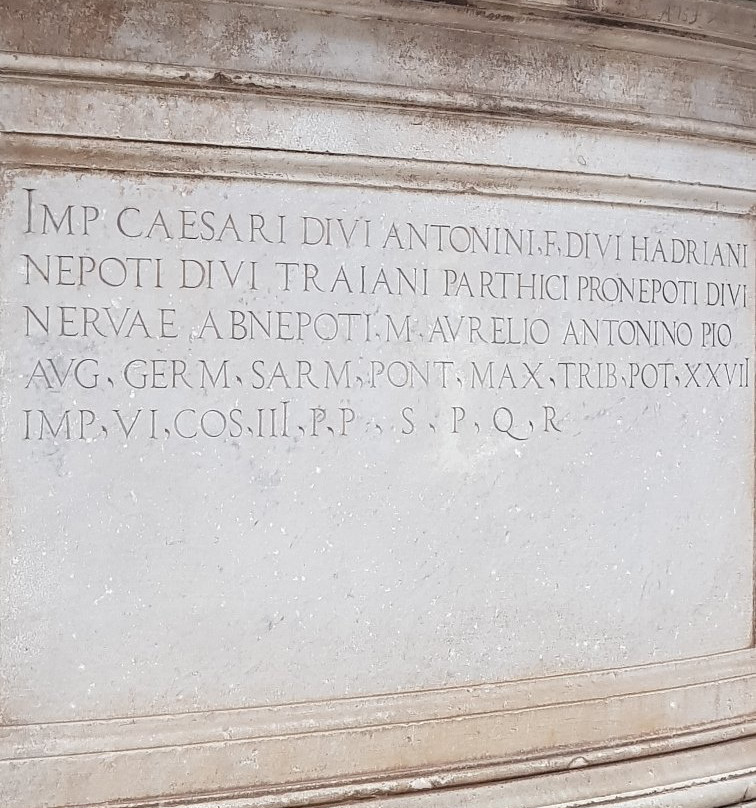 IMP CAESARI DIVI ANTONINI, F, DIVI HADRIANI
NEPOTI DIVI TRAIANI PARTHICI PRONEPOTI DIVI
NERVAE ABNEPOTI, M, AVRELIO ANTONINO PIO
AVG, GERM, SARM, PONT, MAX, TRIB, POT, XXVII
IMP, VI, COS, III, P, P, S, P, Q, R